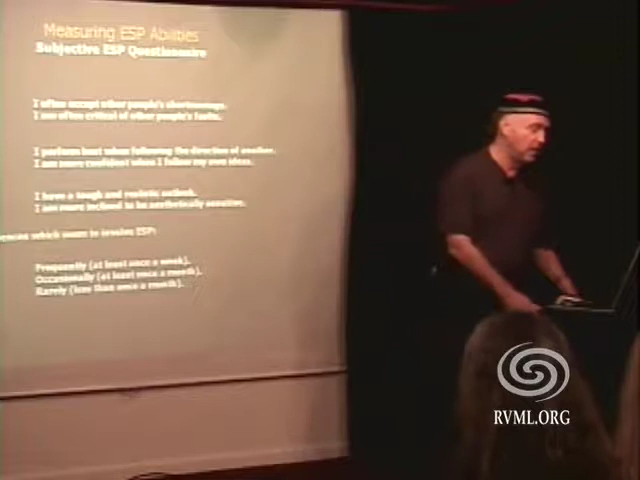 Measuring ESP Abilities
Subjective ESP Questionnaire
I often accept other people's shortcomings.
I am often critical of other people's faults.
I perform best when following the direction of another.
I am more confident when I follow my own ideas.
I have a tough and realistic outlook.
I am more inclined to be aesthetically sensitive.
which seem to involve ESP:
Frequently (at least once a week).
Occasionally (at least once a month).
Rarely (less than once a month).
RVML.ORG